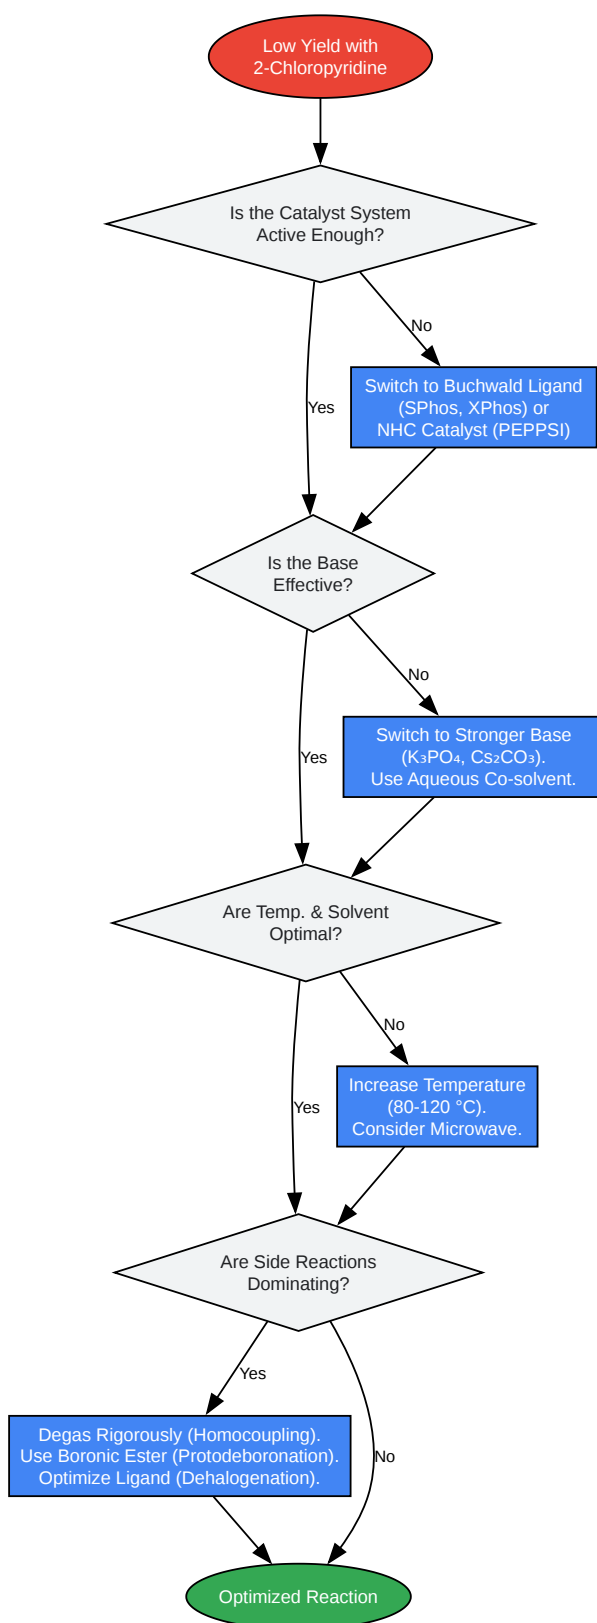 Low Yield with
2-Chloropyridine
Is the Catalyst System
Active Enough?
No
Switch to Buchwald Ligand
(SPhos, XPhos) or
NHC Catalyst (PEPPSI)
Yes
Is the Base
Effective?
No
Switch to Stronger Base
(K₃PO₄, Cs₂CO₃).
Use Aqueous Co-solvent.
Yes
Are Temp. & Solvent
Optimal?
No
Increase Temperature
(80-120 °C).
Consider Microwave.
Yes
Are Side Reactions
Dominating?
Yes
Degas Rigorously (Homocoupling).
Use Boronic Ester (Protodeboronation).
Optimize Ligand (Dehalogenation).
No
Optimized Reaction